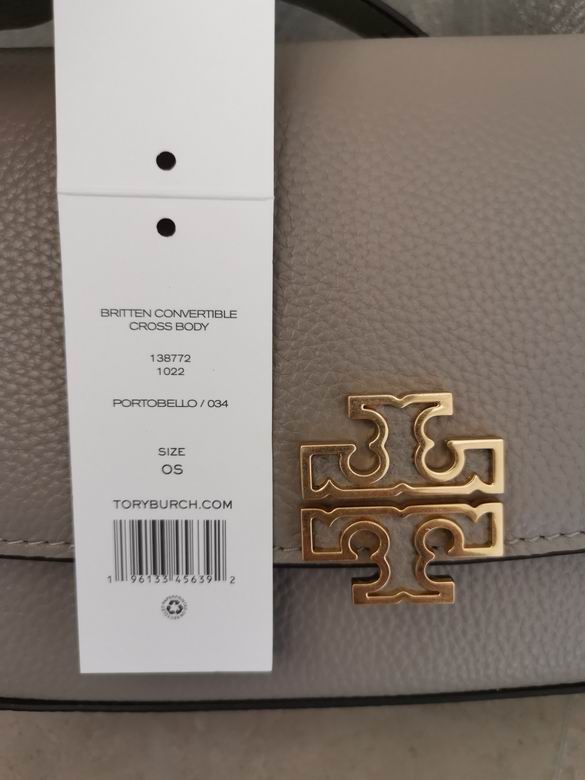 BRITTEN CONVERTIBLE
CROSS BODY
138772
1022
PORTOBELLO / 034
SIZE
OS
TORYBURCH.COM
1 96133 45639 2